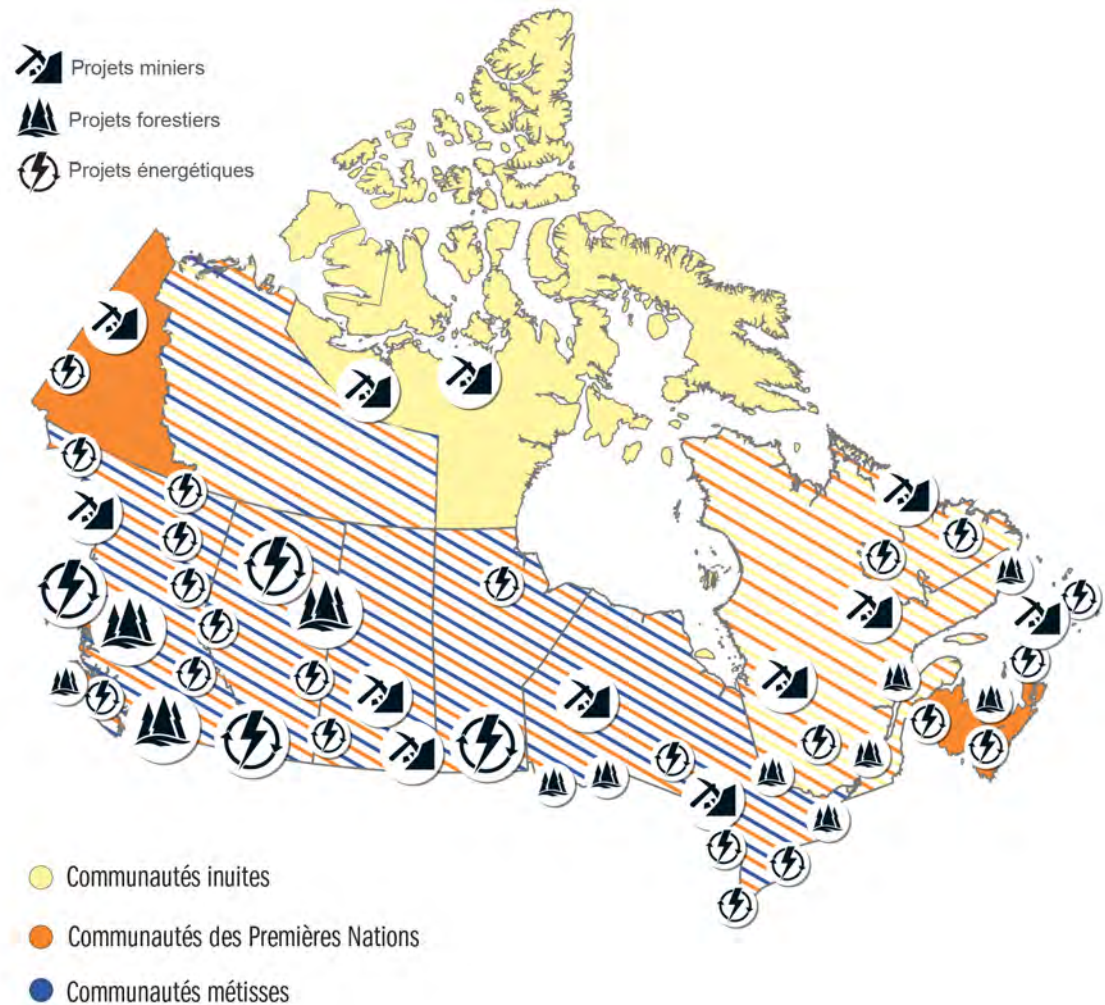 Projets miniers
Projets forestiers
Projets énergétiques
Communautés inuites
Communautés des Premières Nations
Communautés métisses